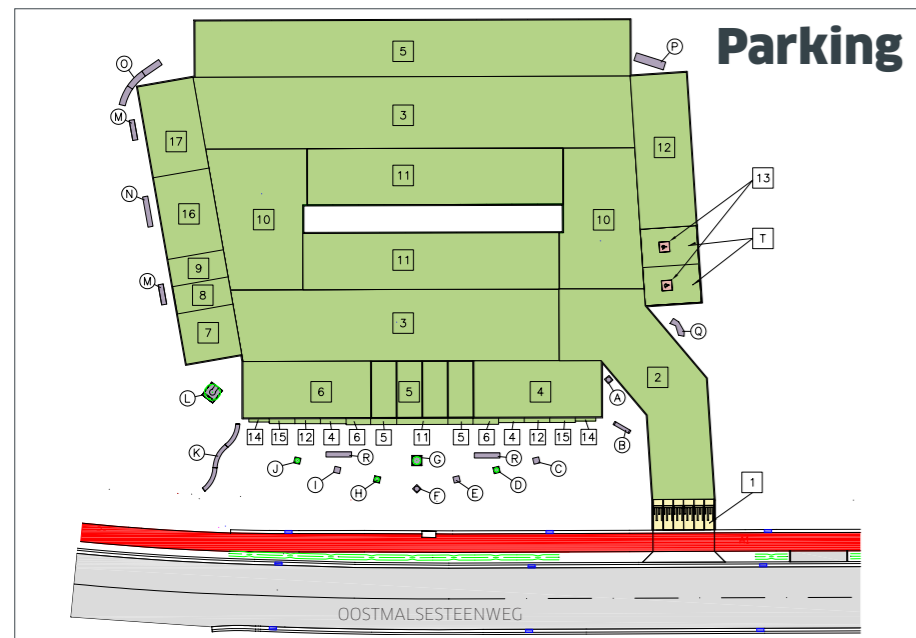 Parking
5
O
P
M
3
17
12
11
13
N
16
10
10
T
11
9
M
8
3
7
Q
2
L
6
5
4
A
B
14 15 12 4 6 5 11 5 6 4 12 15 14
K
J
R
G
R
C
I
H
F
E
D
1
OOSTMALSESTEENWEG